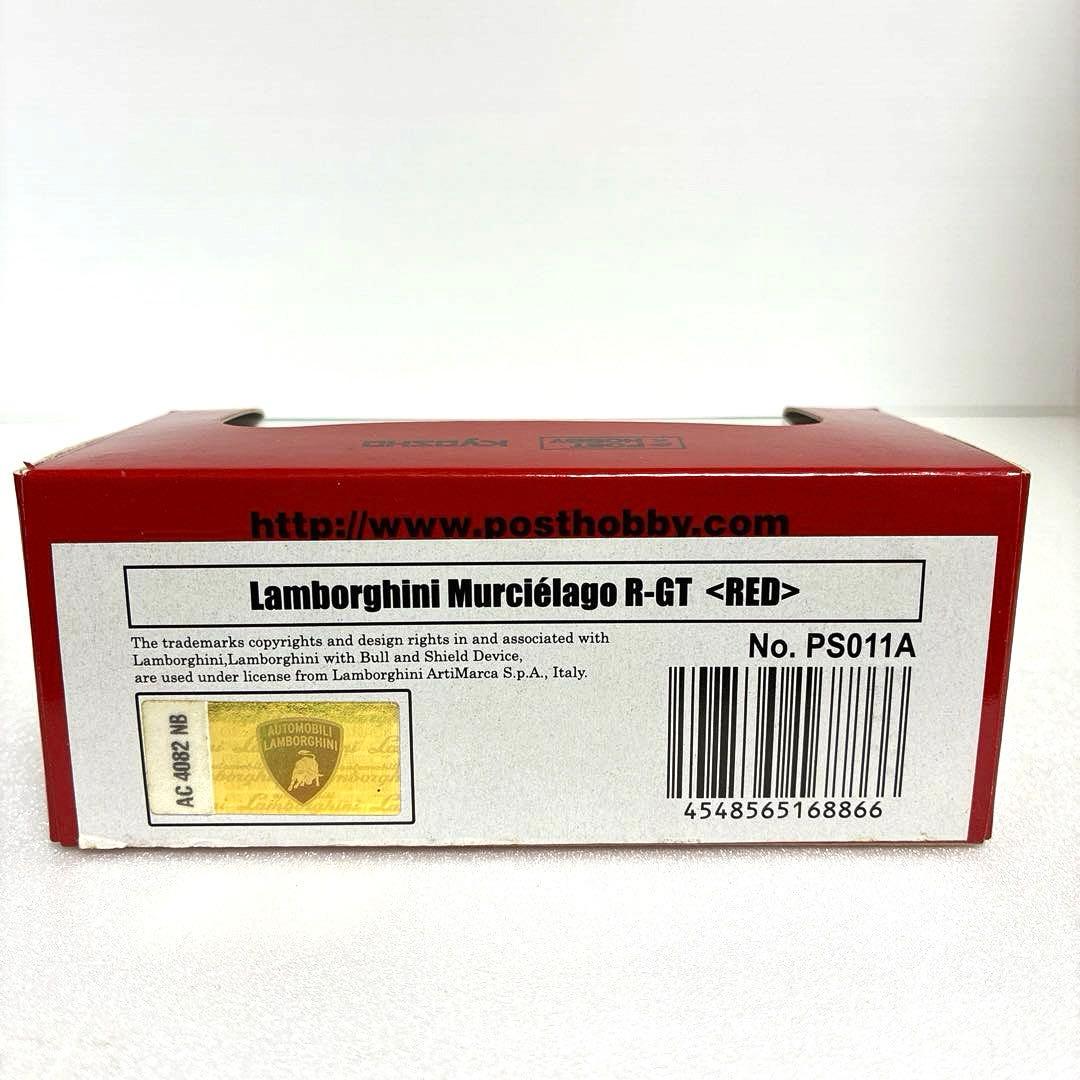 KYOSHO POST HOBBY
http://www.posthobby.com
Lamborghini Murciélago R-GT <RED>
The trademarks copyrights and design rights in and associated with
Lamborghini,Lamborghini with Bull and Shield Device,
are used under license from Lamborghini ArtiMarca S.p.A., Italy.
No. PS011A
AC 4082 NB
AUTOMOBILI
LAMBORGHINI
Lamborghini
4548565168866